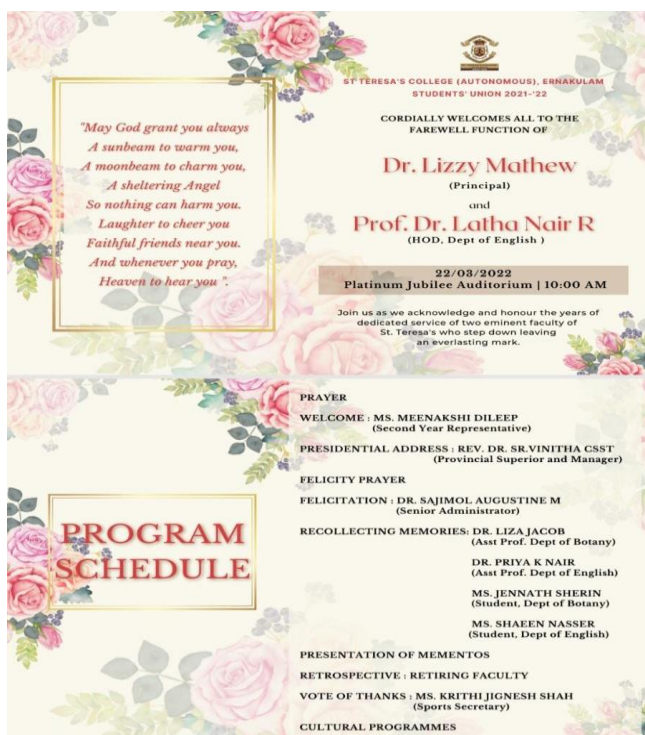 "May God grant you always
A sunbeam to warm you,
A moonbeam to charm you,
A sheltering Angel
So nothing can harm you.
Laughter to cheer you
Faithful friends near you.
And whenever you pray,
Heaven to hear you ".
ST TERESA'S COLLEGE (AUTONOMOUS), ERNAKULAM
STUDENTS' UNION 2021-'22
CORDIALLY WELCOMES ALL TO THE
FAREWELL FUNCTION OF
Dr. Lizzy Mathew
(Principal)
and
Prof. Dr. Latha Nair R
(HOD, Dept of English )
22/03/2022
Platinum Jubilee Auditorium | 10:00 AM
Join us as we acknowledge and honour the years of
dedicated service of two eminent faculty of
St. Teresa's who step down leaving
an everlasting mark.
PROGRAM
SCHEDULE
PRAYER
WELCOME : MS. MEENAKSHI DILEEP
(Second Year Representative)
PRESIDENTIAL ADDRESS : REV. DR. SR.VINITHA CSST
(Provincial Superior and Manager)
FELICITY PRAYER
FELICITATION : DR. SAJIMOL AUGUSTINE M
(Senior Administrator)
RECOLLECTING MEMORIES: DR. LIZA JACOB
(Asst Prof. Dept of Botany)
DR. PRIYA K NAIR
(Asst Prof. Dept of English)
MS. JENNATH SHERIN
(Student, Dept of Botany)
MS. SHAEEN NASSER
(Student, Dept of English)
PRESENTATION OF MEMENTOS
RETROSPECTIVE : RETIRING FACULTY
VOTE OF THANKS : MS. KRITHI JIGNESH SHAH
(Sports Secretary)
CULTURAL PROGRAMMES